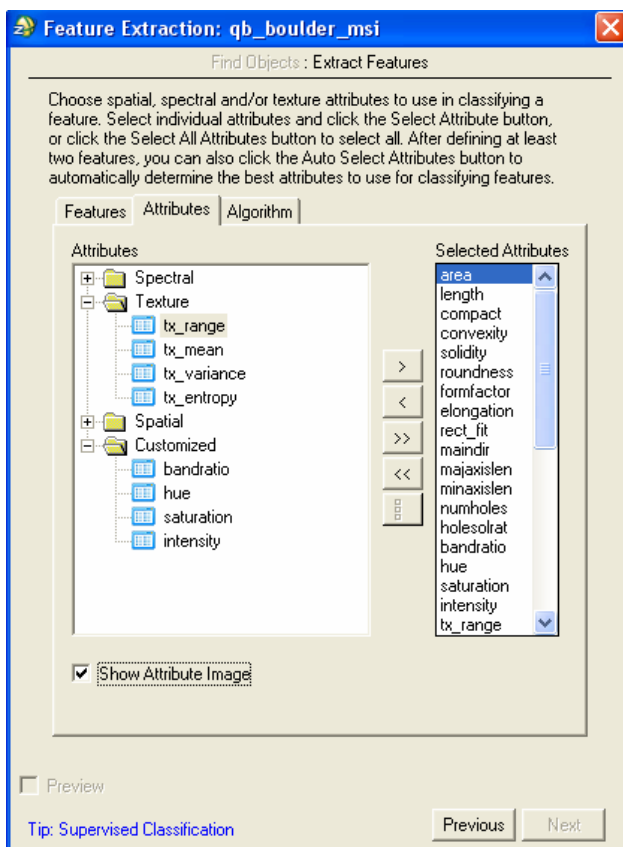 Feature Extraction: qb_boulder_msi
Find Objects : Extract Features
Choose spatial, spectral and/or texture attributes to use in classifying a
feature. Select individual attributes and click the Select Attribute button,
or click the Select All Attributes button to select all. After defining at least
two features, you can also click the Auto Select Attributes button to
automatically determine the best attributes to use for classifying features.
Features Attributes Algorithm
Attributes
Spectral
Texture
tx_range
tx_mean
tx_variance
tx_entropy
Spatial
Customized
bandratio
hue
saturation
intensity
>
<
>>
<<
Selected Attributes
area
length
compact
convexity
solidity
roundness
formfactor
elongation
rect_fit
maindir
majaxislen
minaxislen
numholes
holesolrat
bandratio
hue
saturation
intensity
tx_range
Show Attribute Image
Preview
Tip: Supervised Classification
Previous Next